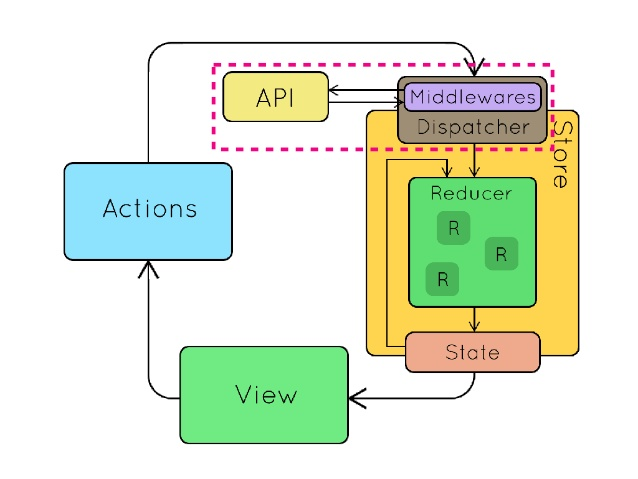 API
Middlewares
Dispatcher
Store
Actions
Reducer
R
R
R
State
View